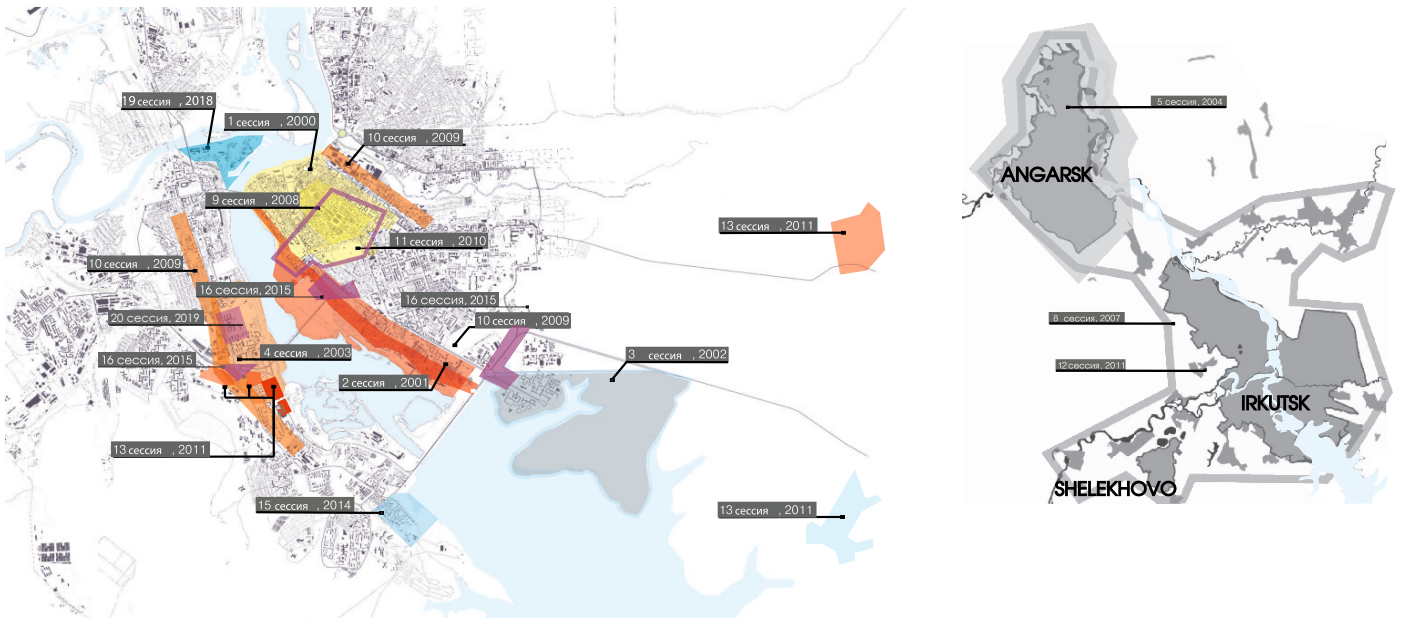 19 сессия , 2018
1 сессия , 2000
10 сессия , 2009
9 сессия , 2008
13 сессия , 2011
11 сессия , 2010
10 сессия , 2009
16 сессия, 2015
16 сессия, 2015
20 сессия, 2019
10 сессия , 2009
4 сессия , 2003
16 сессия, 2015
3 сессия , 2002
2 сессия , 2001
13 сессия , 2011
15 сессия , 2014
13 сессия , 2011
5 сессия, 2004
ANGARSK
8 сессия, 2007
12 сессия, 2011
IRKUTSK
SHELEKHOVO